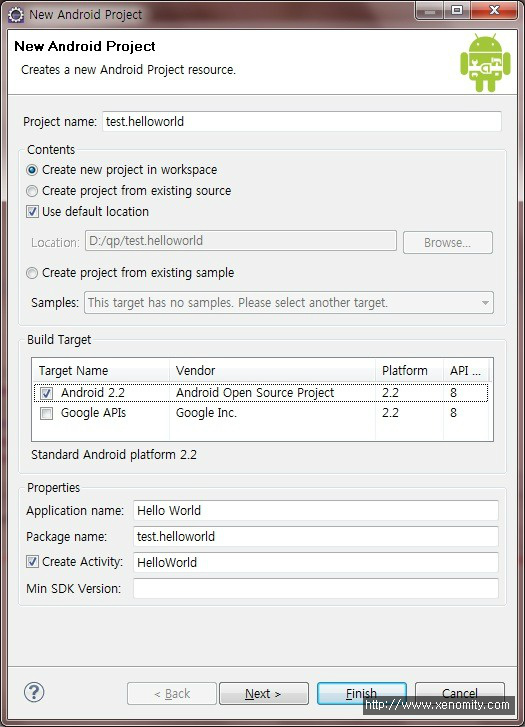 New Android Project
New Android Project
Creates a new Android Project resource.
Project name: test.helloworld
Contents
Create new project in workspace
Create project from existing source
Use default location
Location: D:/qp/test.helloworld Browse...
Create project from existing sample
Samples: This target has no samples. Please select another target.
Build Target
Target Name Vendor Platform API ...
Android 2.2 Android Open Source Project 2.2 8
Google APIs Google Inc. 2.2 8
Standard Android platform 2.2
Properties
Application name: Hello World
Package name: test.helloworld
Create Activity: HelloWorld
Min SDK Version:
? < Back Next > Finish Cancel
http://www.xenomity.com